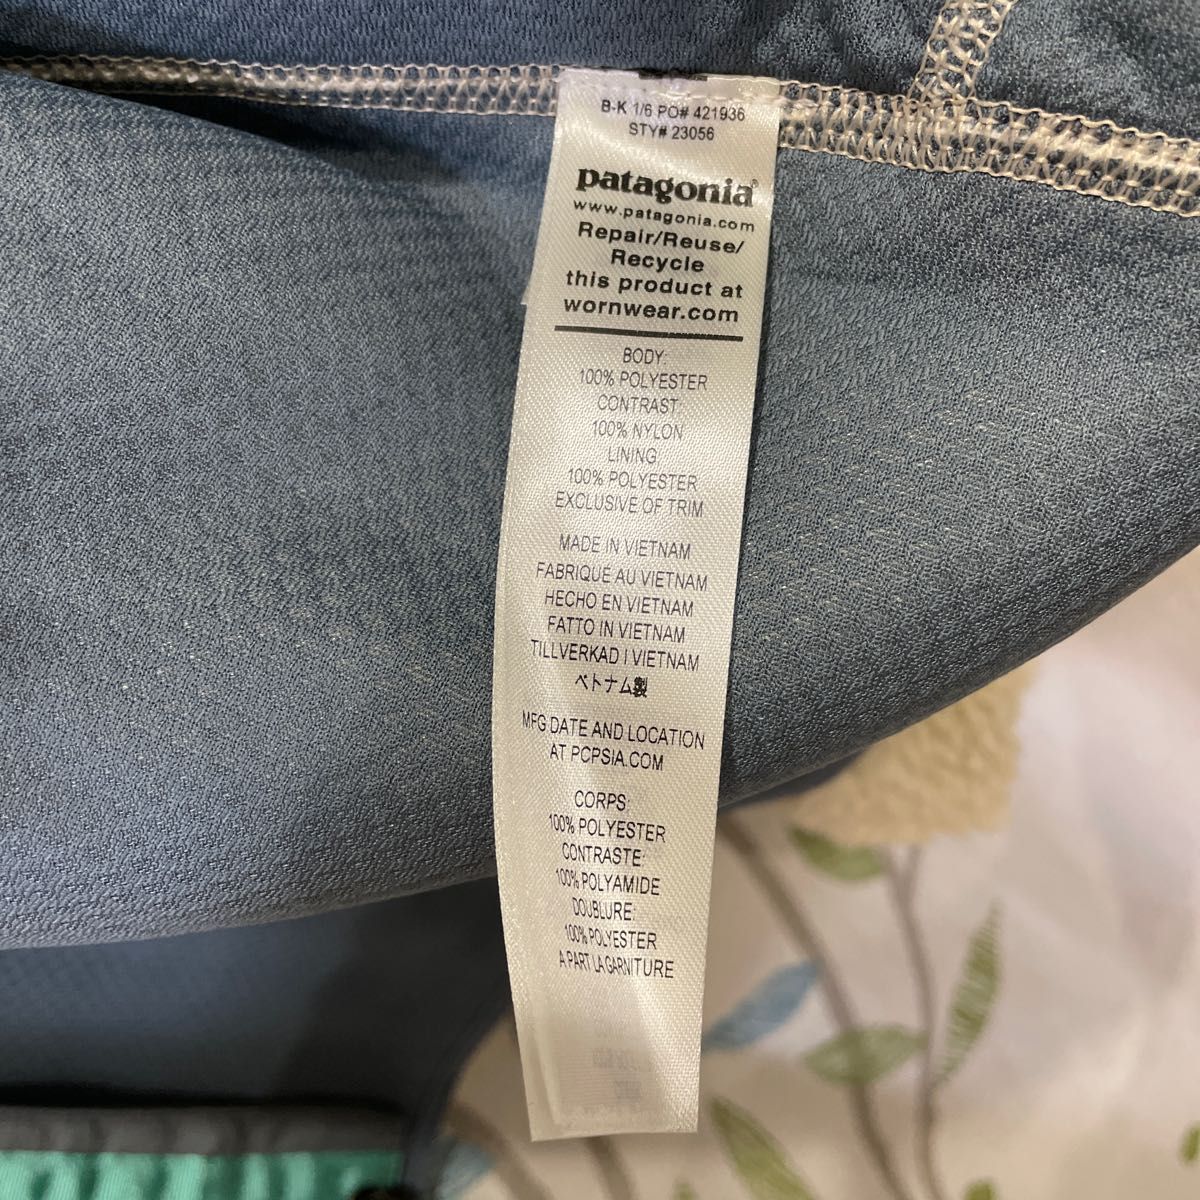 B-K 1/6 PO# 421936
STY# 23056
patagonia®
www.patagonia.com
Repair/Reuse/
Recycle
this product at
wornwear.com
BODY:
100% POLYESTER
CONTRAST:
100% NYLON
LINING:
100% POLYESTER
EXCLUSIVE OF TRIM
MADE IN VIETNAM
FABRIQUÉ AU VIETNAM
HECHO EN VIETNAM
FATTO IN VIETNAM
TILLVERKAD I VIETNAM
ベトナム製
MFG DATE AND LOCATION
AT PCPSIA.COM
CORPS:
100% POLYESTER
CONTRASTE:
100% POLYAMIDE
DOUBLURE:
100% POLYESTER
A PART LA GARNITURE